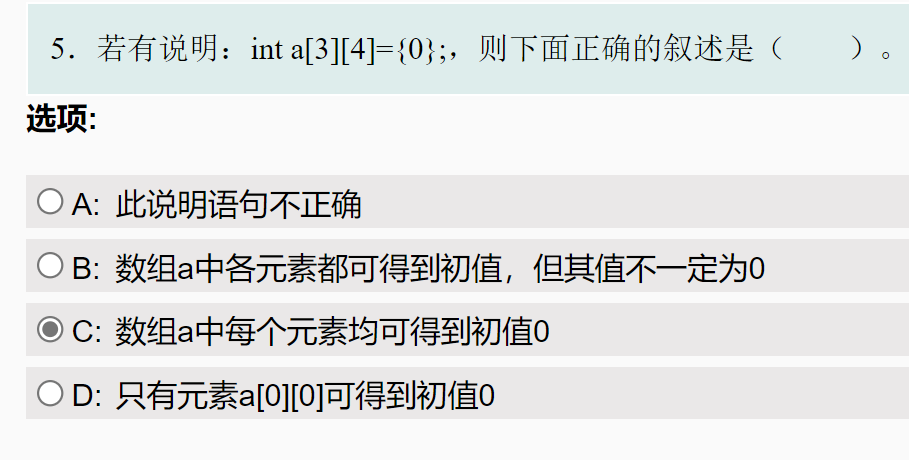 5．若有说明：int a[3][4]={0};，则下面正确的叙述是（　　）。
选项:
A: 此说明语句不正确
B: 数组a中各元素都可得到初值，但其值不一定为0
C: 数组a中每个元素均可得到初值0
D: 只有元素a[0][0]可得到初值0